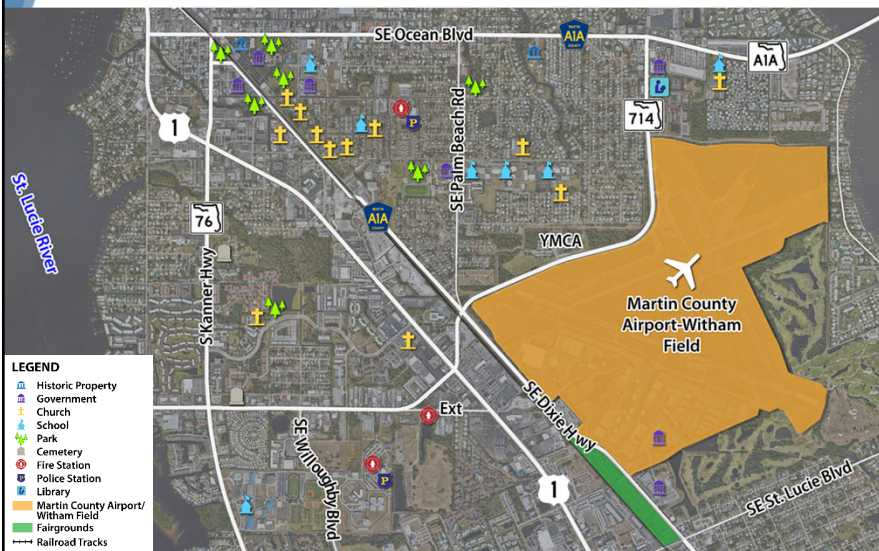 SE Ocean Blvd
MARTIN
A1A
COUNTY
A1A
714
1
SE Palm Beach Rd
P
St. Lucie River
76
MARTIN
A1A
COUNTY
YMCA
S Kanner Hwy
Martin County
Airport-Witham
Field
SE Dixie Hwy
Ext
SE Willoughby Blvd
P
1
SE St. Lucie Blvd
LEGEND
Historic Property
Government
Church
School
Park
Cemetery
Fire Station
P Police Station
Library
Martin County Airport/
Witham Field
Fairgrounds
Railroad Tracks